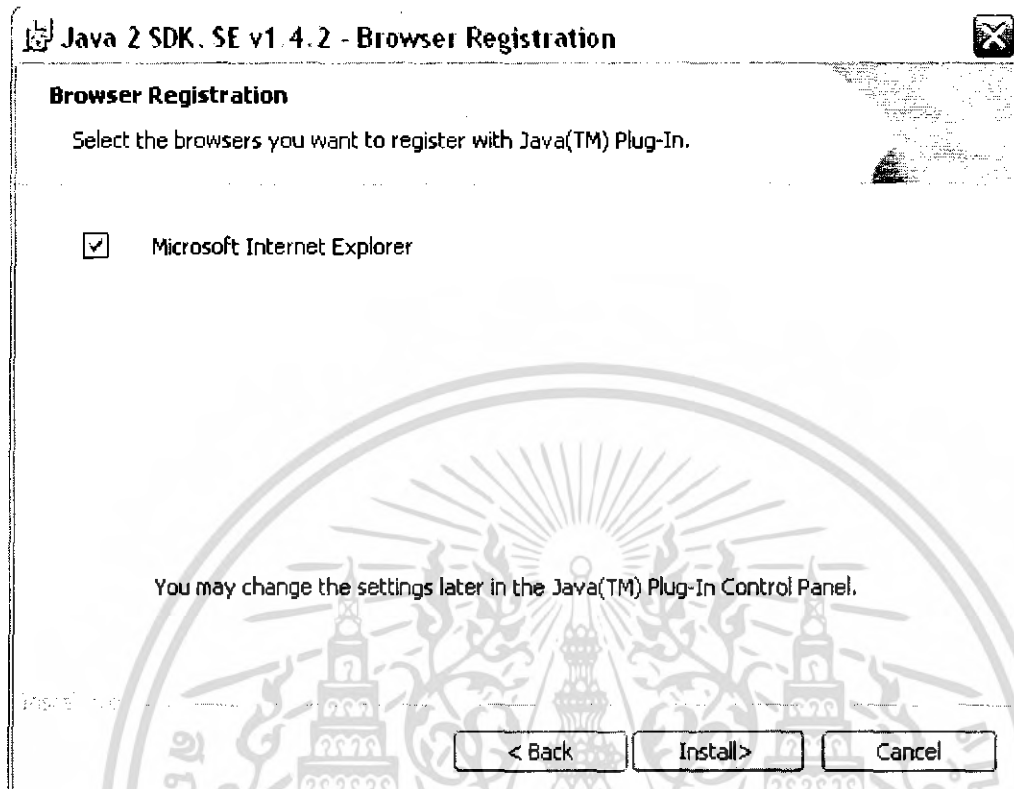 Java 2 SDK, SE v1.4.2 - Browser Registration
Browser Registration
Select the browsers you want to register with Java(TM) Plug-In.
Microsoft Internet Explorer
You may change the settings later in the Java(TM) Plug-In Control Panel.
< Back
Install>
Cancel